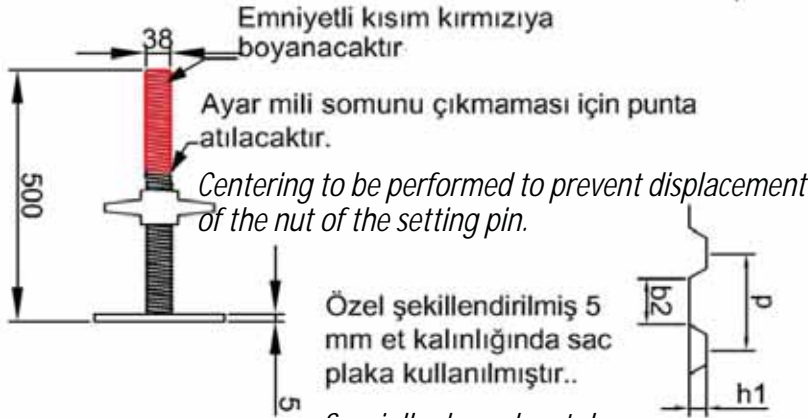 Emniyetli kısım kırmızıya
boyanacaktır
38
Ayar mili somunu çıkmaması için punta
atılacaktır.
500
Centering to be performed to prevent displacement
of the nut of the setting pin.
Özel şekillendirilmiş 5
mm et kalınlığında sac
plaka kullanılmıştır..
5
b2
p
h1